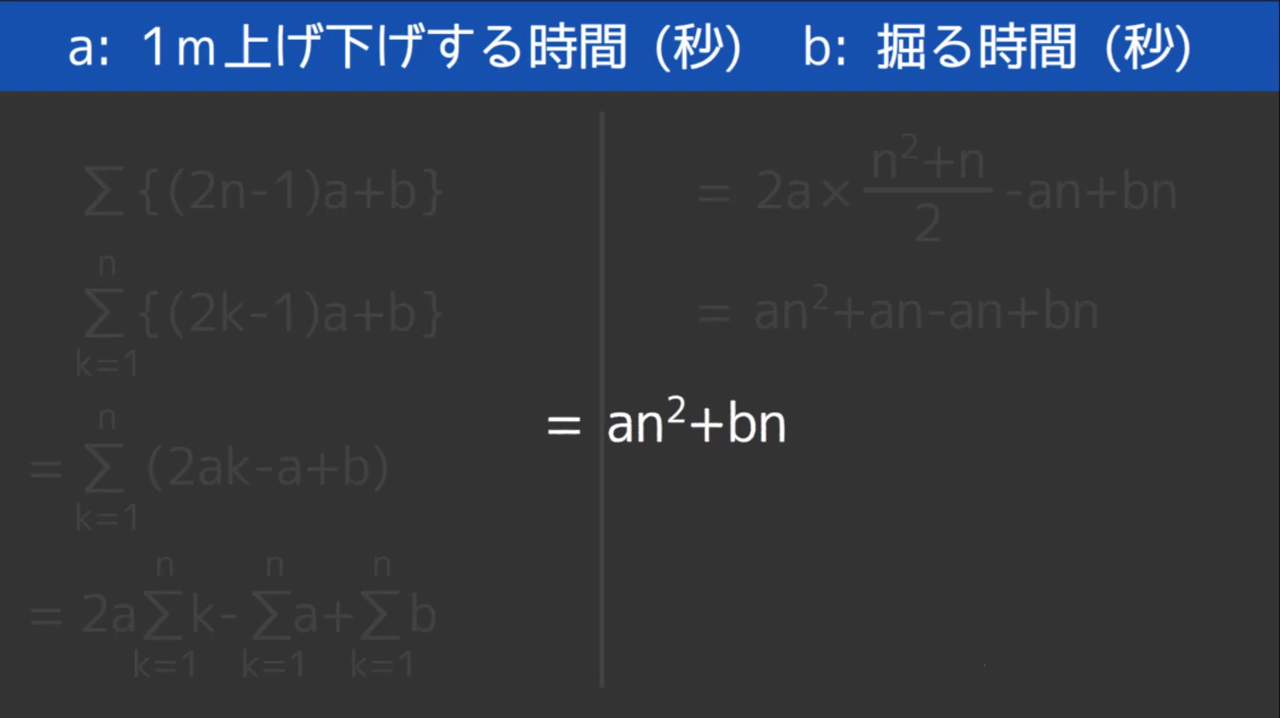 a: 1m上げ下げする時間 (秒) b: 掘る時間 (秒)
∑{(2n-1)a+b}
n
∑{(2k-1)a+b}
k=1
n
= ∑ (2ak-a+b)
k=1
n n n
= 2a∑k-∑a+∑b
k=1 k=1 k=1
n²+n
= 2a× -an+bn
2
= an²+an-an+bn
= an²+bn